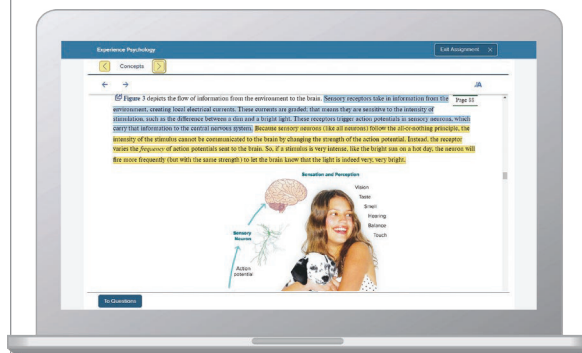 Experience Psychology
Exit Assignment ×
Concepts
Figure 3 depicts the flow of information from the environment to the brain. Sensory receptors take in information from the
Page 88
environment, creating local electrical currents. These currents are graded; that means they are sensitive to the intensity of
stimulation, such as the difference between a dim and a bright light. These receptors trigger action potentials in sensory neurons, which
carry that information to the central nervous system. Because sensory neurons (like all neurons) follow the all-or-nothing principle, the
intensity of the stimulus cannot be communicated to the brain by changing the strength of the action potential. Instead, the receptor
varies the frequency of action potentials sent to the brain. So, if a stimulus is very intense, like the bright sun on a hot day, the neuron will
fire more frequently (but with the same strength) to let the brain know that the light is indeed very, very bright.
Sensation and Perception
Vision
Taste
Smell
Hearing
Balance
Touch
Sensory
Neuron
Action
potential
To Questions